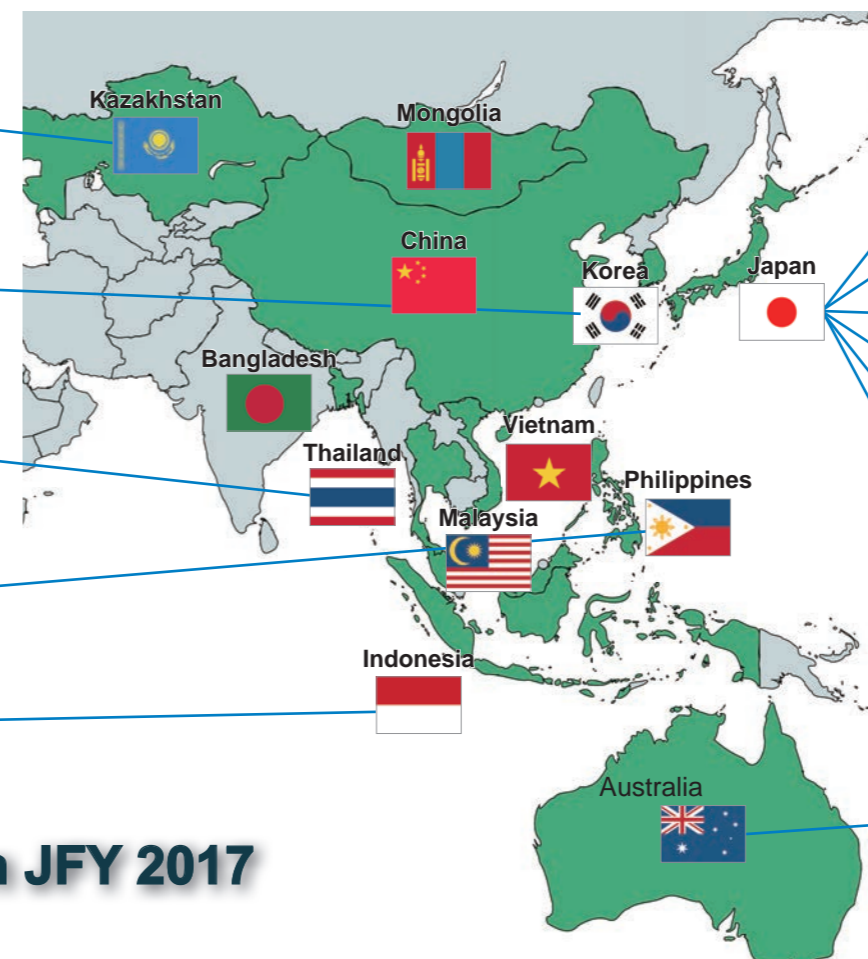 Kazakhstan
Mongolia
China
Korea
Japan
Bangladesh
Thailand
Vietnam
Philippines
Malaysia
Indonesia
Australia
JFY 2017